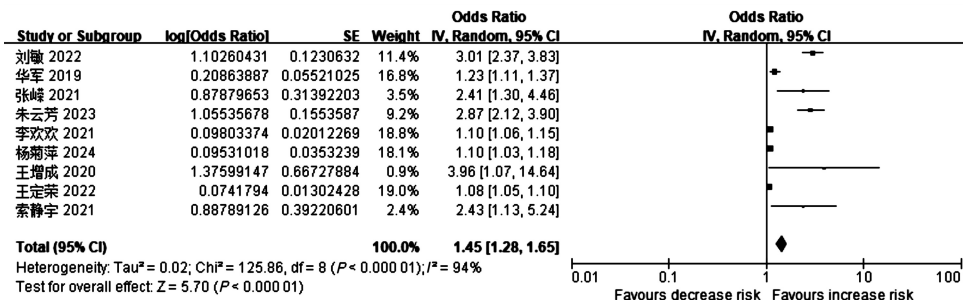 Odds Ratio Odds Ratio
Study or Subgroup log[Odds Ratio] SE Weight IV, Random, 95% CI IV, Random, 95% CI
刘敏 2022 1.10260431 0.1230632 11.4% 3.01 [2.37, 3.83]
华军 2019 0.20863887 0.05521025 16.8% 1.23 [1.11, 1.37]
张嵘 2021 0.87879653 0.31392203 3.5% 2.41 [1.30, 4.46]
朱云芳 2023 1.05535678 0.1553587 9.2% 2.87 [2.12, 3.90]
李欢欢 2021 0.09803374 0.02012269 18.8% 1.10 [1.06, 1.15]
杨菊萍 2024 0.09531018 0.0353239 18.1% 1.10 [1.03, 1.18]
王增成 2020 1.37599147 0.66727884 0.9% 3.96 [1.07, 14.64]
王定荣 2022 0.0741794 0.01302428 19.0% 1.08 [1.05, 1.10]
索静宇 2021 0.88789126 0.39220601 2.4% 2.43 [1.13, 5.24]
Total (95% CI) 100.0% 1.45 [1.28, 1.65]
Heterogeneity: Tau² = 0.02; Chi² = 125.86, df = 8 (P < 0.000 01); I² = 94%
Test for overall effect: Z = 5.70 (P < 0.000 01)
0.01 0.1 1 10 100
Favours decrease risk Favours increase risk